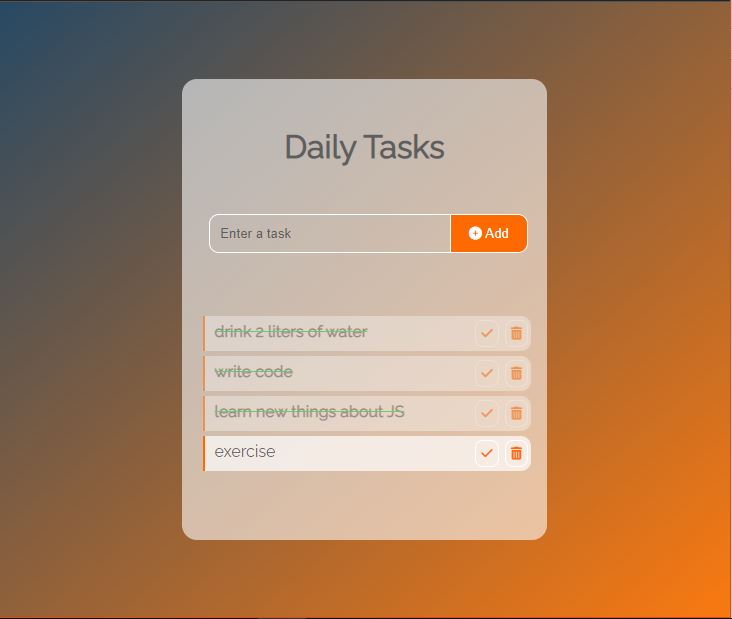 Daily Tasks
Enter a task
Add
drink 2 liters of water
write code
learn new things about JS
exercise